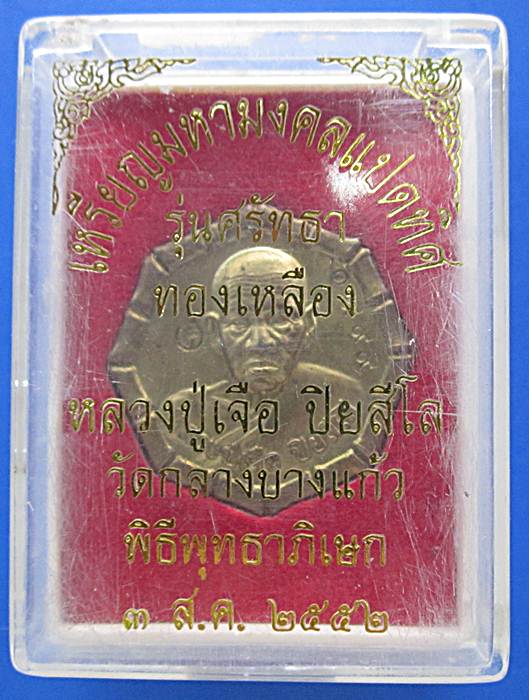 เหรียญมหามงคลแปดทิศ
รุ่นศรัทธา
ทองเหลือง
หลวงปู่เจือ ปิยสีโล
วัดกลางบางแก้ว
พิธีพุทธาภิเษก
๓ ส.ค. ๒๕๕๒